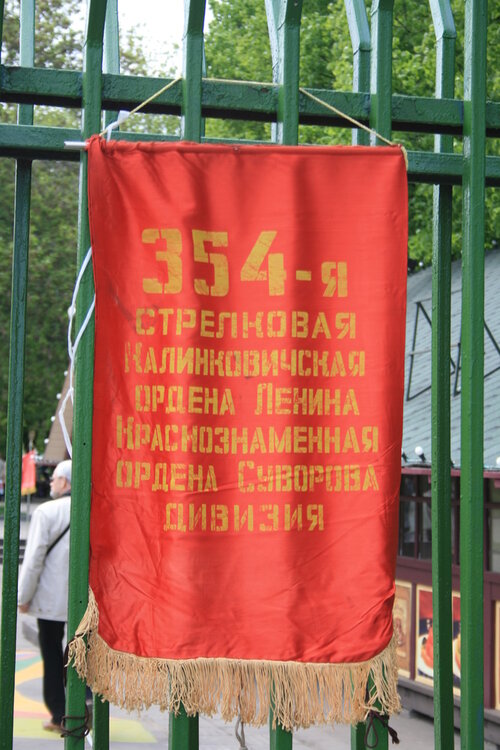 354-я
СТРЕЛКОВАЯ
КАЛИНКОВИЧСКАЯ
ОРДЕНА ЛЕНИНА
КРАСНОЗНАМЕННАЯ
ОРДЕНА СУВОРОВА
ДИВИЗИЯ